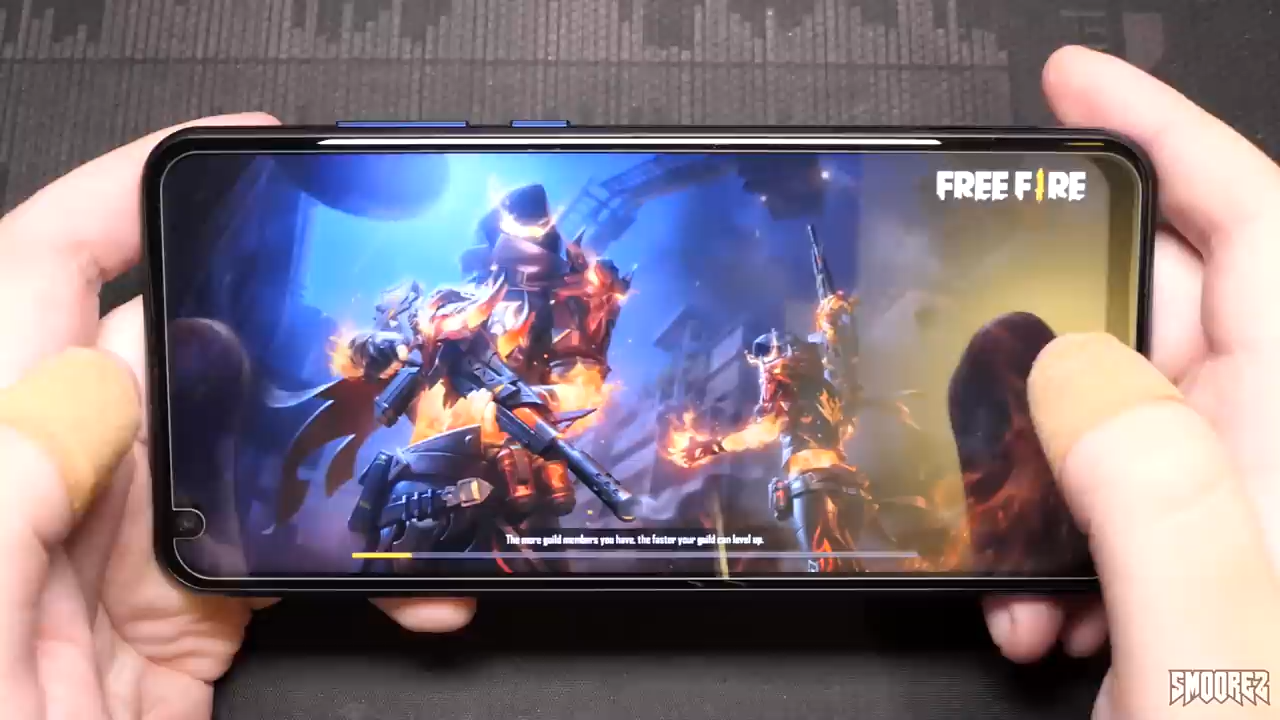 FREE FIRE
The more guild members you have, the faster your guild can level up.
SMOOREZ